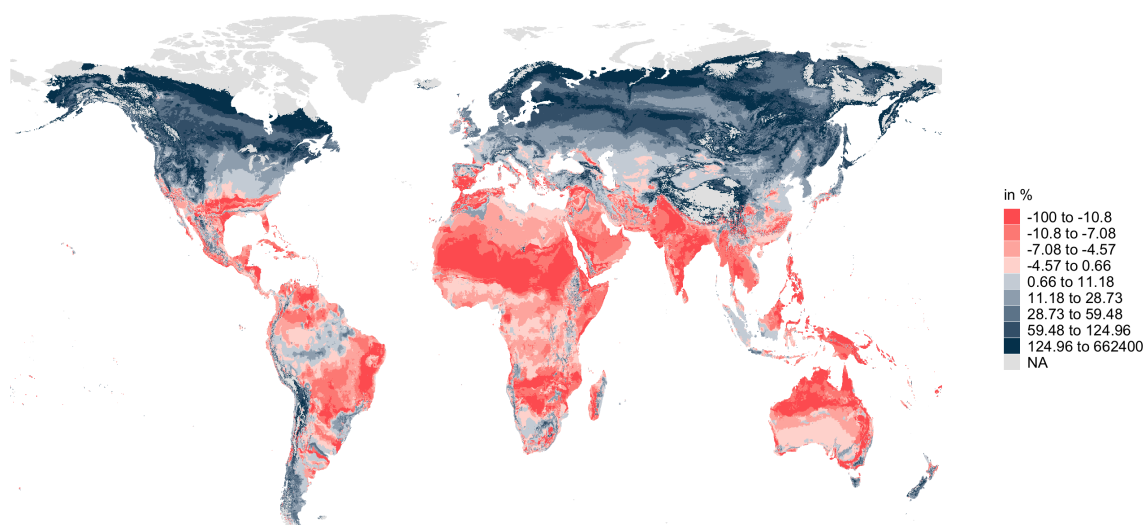 in %
-100 to -10.8
-10.8 to -7.08
-7.08 to -4.57
-4.57 to 0.66
0.66 to 11.18
11.18 to 28.73
28.73 to 59.48
59.48 to 124.96
124.96 to 662400
NA